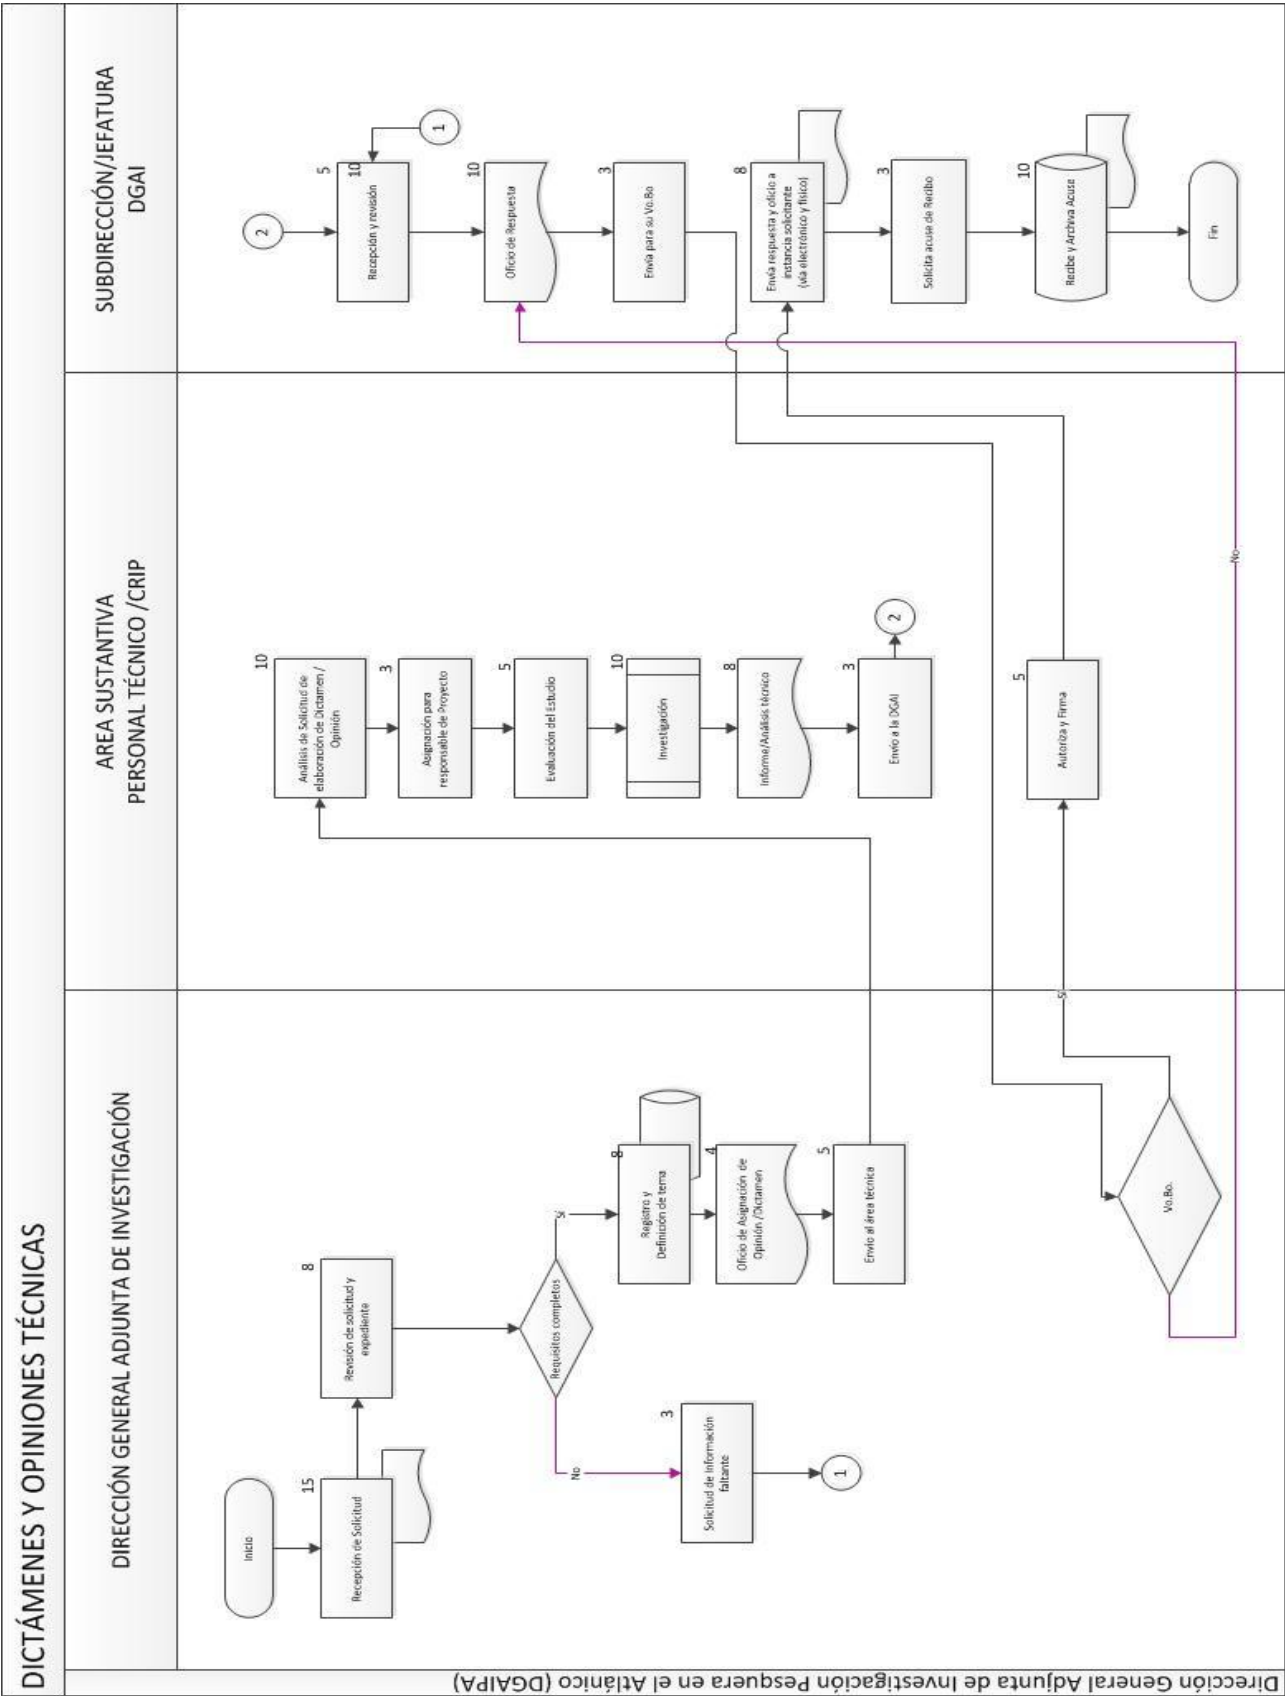 DICTÁMENES Y OPINIONES TÉCNICAS
Dirección General Adjunta de Investigación Pesquera en el Atlánico (DGAIPA)
DIRECCIÓN GENERAL ADJUNTA DE INVESTIGACIÓN
Inicio
15
Recepción de Solicitud
8
Revisión de solicitud y
expediente
Requisitos completos
No
Si
3
Solicitud de Información
faltante
1
8
Registro y
Definición de tema
4
Oficio de Asignación de
Opinión /Dictamen
5
Envío al área técnica
Vo.Bo.
Si
No
AREA SUSTANTIVA
PERSONAL TÉCNICO /CRIP
10
Análisis de Solicitud de
elaboración de Dictamen /
Opinión
3
Asignación para
responsable de Proyecto
5
Evaluación del Estudio
10
Investigación
8
Informe/Análisis técnico
3
Envío a la DGAI
2
5
Autoriza y Firma
SUBDIRECCIÓN/JEFATURA
DGAI
2
5
10
Recepción y revisión
1
10
Oficio de Respuesta
3
Envía para su Vo.Bo
8
Envía respuesta y oficio a
instancia solicitante
(vía electrónico y físico)
3
Solicita acuse de Recibo
10
Recibe y Archiva Acuse
Fin